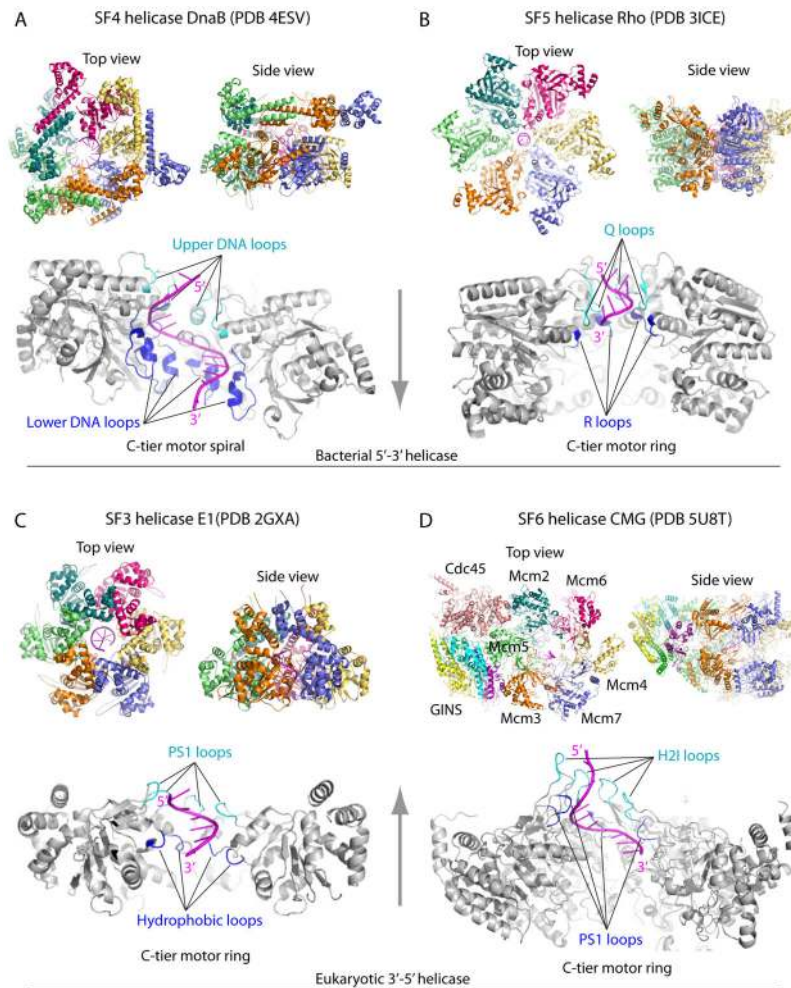 A
SF4 helicase DnaB (PDB 4ESV)
Top view
Side view
Upper DNA loops
5′
3′
Lower DNA loops
C-tier motor spiral
B
SF5 helicase Rho (PDB 3ICE)
Top view
Side view
Q loops
5′
3′
R loops
C-tier motor ring
Bacterial 5′-3′ helicase
C
SF3 helicase E1(PDB 2GXA)
Top view
Side view
PS1 loops
5′
3′
Hydrophobic loops
C-tier motor ring
D
SF6 helicase CMG (PDB 5U8T)
Top view
Side view
Cdc45
Mcm2
Mcm6
Mcm5
Mcm4
GINS
Mcm3
Mcm7
5′
H2I loops
3′
PS1 loops
C-tier motor ring
Eukaryotic 3′-5′ helicase